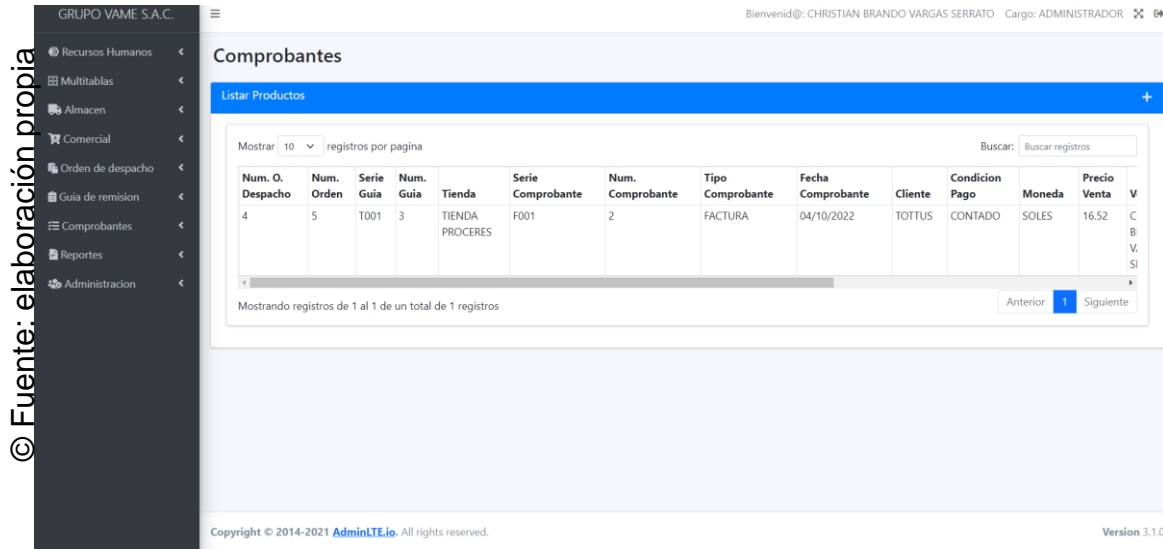 GRUPO VAME S.A.C.
Bienvenid@: CHRISTIAN BRANDO VARGAS SERRATO Cargo: ADMINISTRADOR
Recursos Humanos
Multitablas
Almacen
Comercial
Orden de despacho
Guia de remision
Comprobantes
Reportes
Administracion
Comprobantes
Listar Productos
Mostrar 10 registros por pagina
Buscar: Buscar registros
Num. O. Despacho Num. Orden Serie Guia Num. Guia Tienda Serie Comprobante Num. Comprobante Tipo Comprobante Fecha Comprobante Cliente Condicion Pago Moneda Precio Venta
4 5 T001 3 TIENDA PROCERES F001 2 FACTURA 04/10/2022 TOTTUS CONTADO SOLES 16.52
Mostrando registros de 1 al 1 de un total de 1 registros
Anterior 1 Siguiente
Copyright © 2014-2021 AdminLTE.io. All rights reserved.
Version 3.1.0
© Fuente: elaboración propia